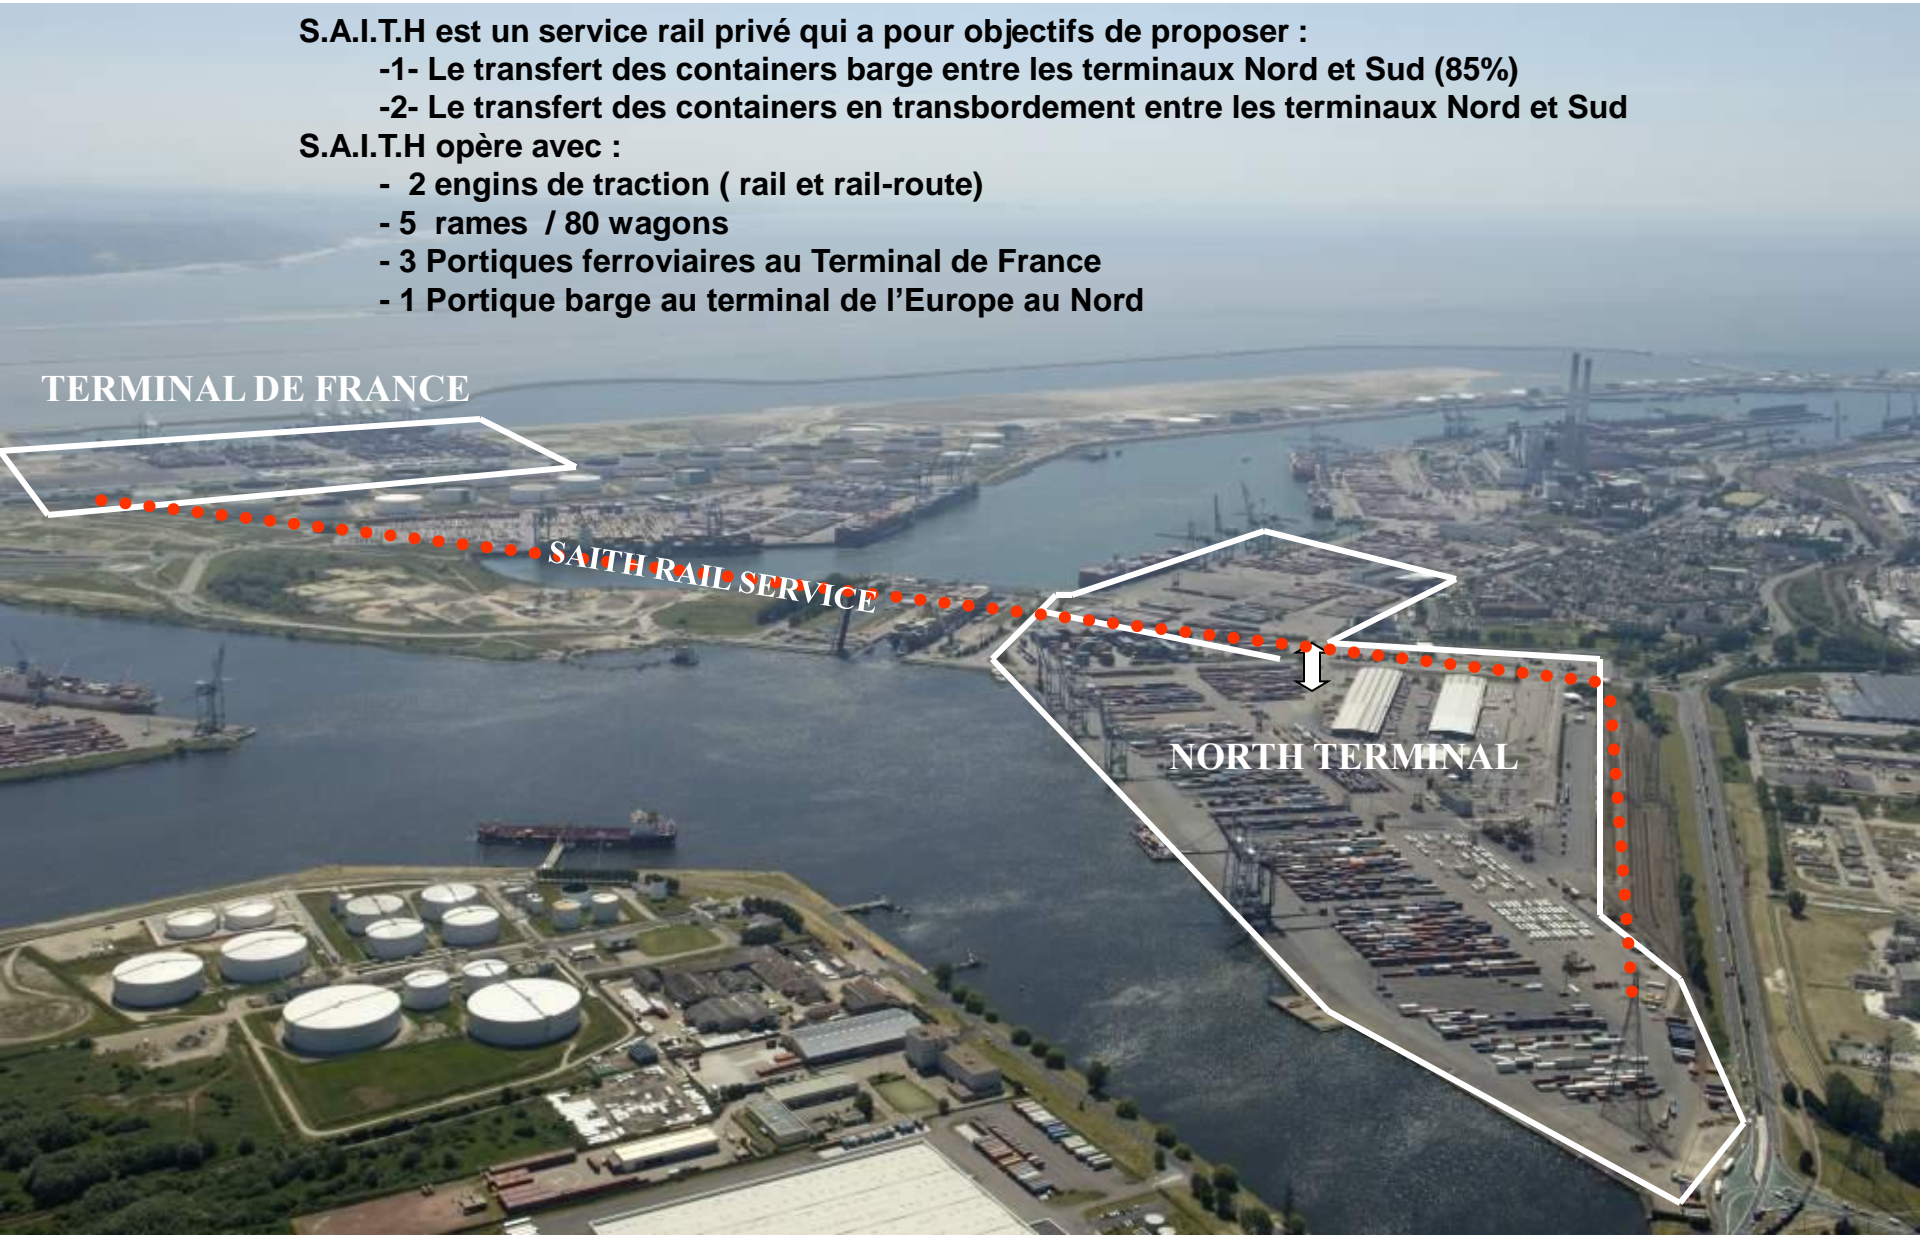 S.A.I.T.H est un service rail privé qui a pour objectifs de proposer :
-1- Le transfert des containers barge entre les terminaux Nord et Sud (85%)
-2- Le transfert des containers en transbordement entre les terminaux Nord et Sud
S.A.I.T.H opère avec :
- 2 engins de traction ( rail et rail-route)
- 5 rames / 80 wagons
- 3 Portiques ferroviaires au Terminal de France
- 1 Portique barge au terminal de l’Europe au Nord
TERMINAL DE FRANCE
SAITH RAIL SERVICE
NORTH TERMINAL